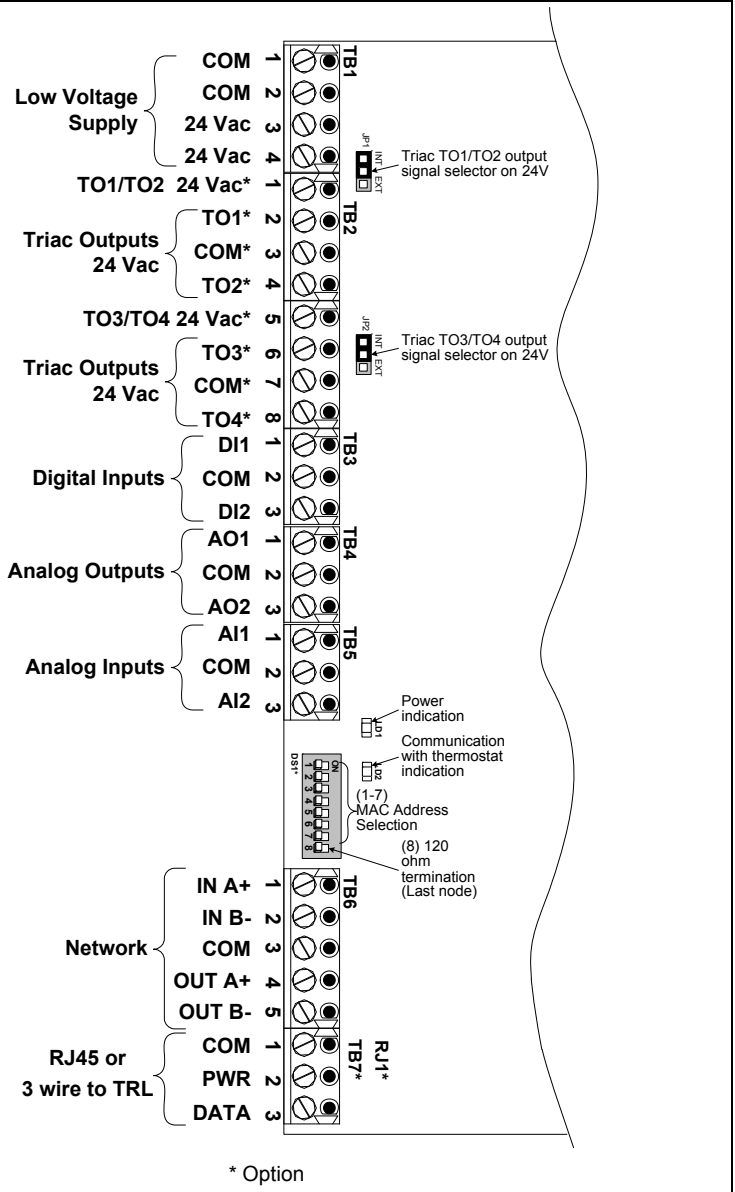 COM 1 TB1
COM 2
Low Voltage
Supply
24 Vac 3
24 Vac 4
JP1
INT
EXT
Triac TO1/TO2 output
signal selector on 24V
TO1/TO2 24 Vac* 1 TB2
TO1* 2
Triac Outputs
24 Vac
COM* 3
TO2* 4
TO3/TO4 24 Vac* 5
JP2
INT
EXT
Triac TO3/TO4 output
signal selector on 24V
TO3* 6
Triac Outputs
24 Vac
COM* 7
TO4* 8
DI1 1 TB3
Digital Inputs
COM 2
DI2 3
AO1 1 TB4
Analog Outputs
COM 2
AO2 3
AI1 1 TB5
Analog Inputs
COM 2
AI2 3
Power
indication
LD1
Communication
with thermostat
indication
LD2
DS1*
ON
1
2
3
4
5
6
7
8
(1-7)
MAC Address
Selection
(8) 120
ohm
termination
(Last node)
IN A+ 1 TB6
IN B- 2
Network
COM 3
OUT A+ 4
OUT B- 5
COM 1 TB7* RJ1*
RJ45 or
3 wire to TRL
PWR 2
DATA 3
* Option